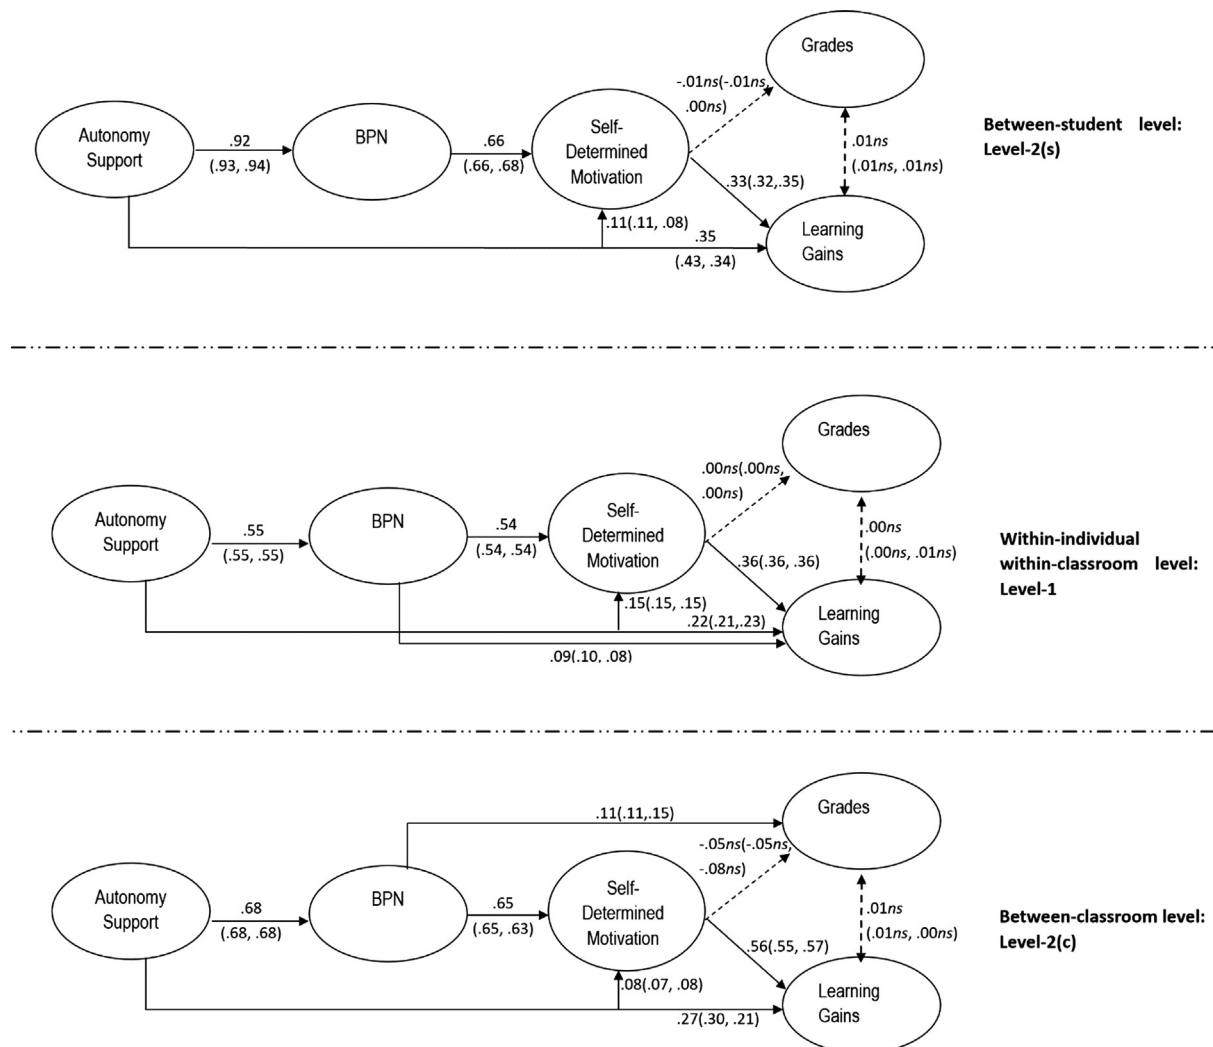 Grades
-.01ns(-.01ns,
.00ns)
Autonomy
Support
.92
(.93, .94)
BPN
.66
(.66, .68)
Self-
Determined
Motivation
.01ns
(.01ns, .01ns)
Between-student level:
Level-2(s)
.33(.32,.35)
.11(.11, .08)
.35
(.43, .34)
Learning
Gains
Grades
.00ns(.00ns,
.00ns)
Autonomy
Support
.55
(.55, .55)
BPN
.54
(.54, .54)
Self-
Determined
Motivation
.00ns
(.00ns, .01ns)
Within-individual
within-classroom level:
Level-1
.36(.36, .36)
.15(.15, .15)
.22(.21,.23)
.09(.10, .08)
Learning
Gains
Grades
.11(.11,.15)
-.05ns(-.05ns,
-.08ns)
Autonomy
Support
.68
(.68, .68)
BPN
.65
(.65, .63)
Self-
Determined
Motivation
.01ns
(.01ns, .00ns)
Between-classroom level:
Level-2(c)
.56(.55, .57)
.08(.07, .08)
.27(.30, .21)
Learning
Gains